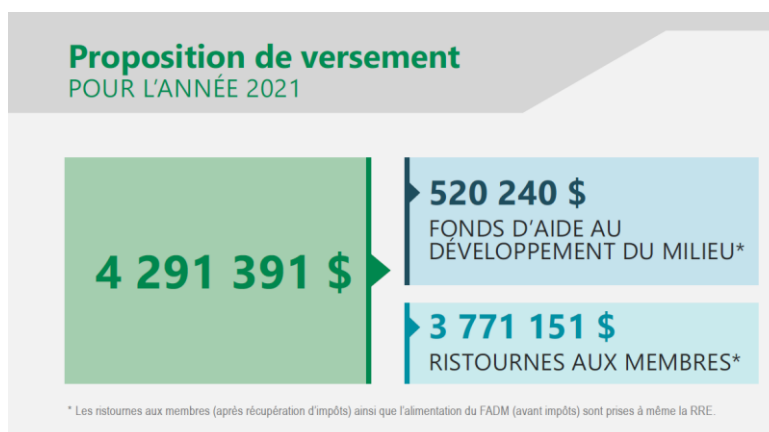 Proposition de versement
POUR L'ANNÉE 2021
4 291 391 $
520 240 $
FONDS D'AIDE AU
DÉVELOPPEMENT DU MILIEU*
3 771 151 $
RISTOURNES AUX MEMBRES*
* Les ristournes aux membres (après récupération d'impôts) ainsi que l'alimentation du FADM (avant impôts) sont prises à même la RRE.